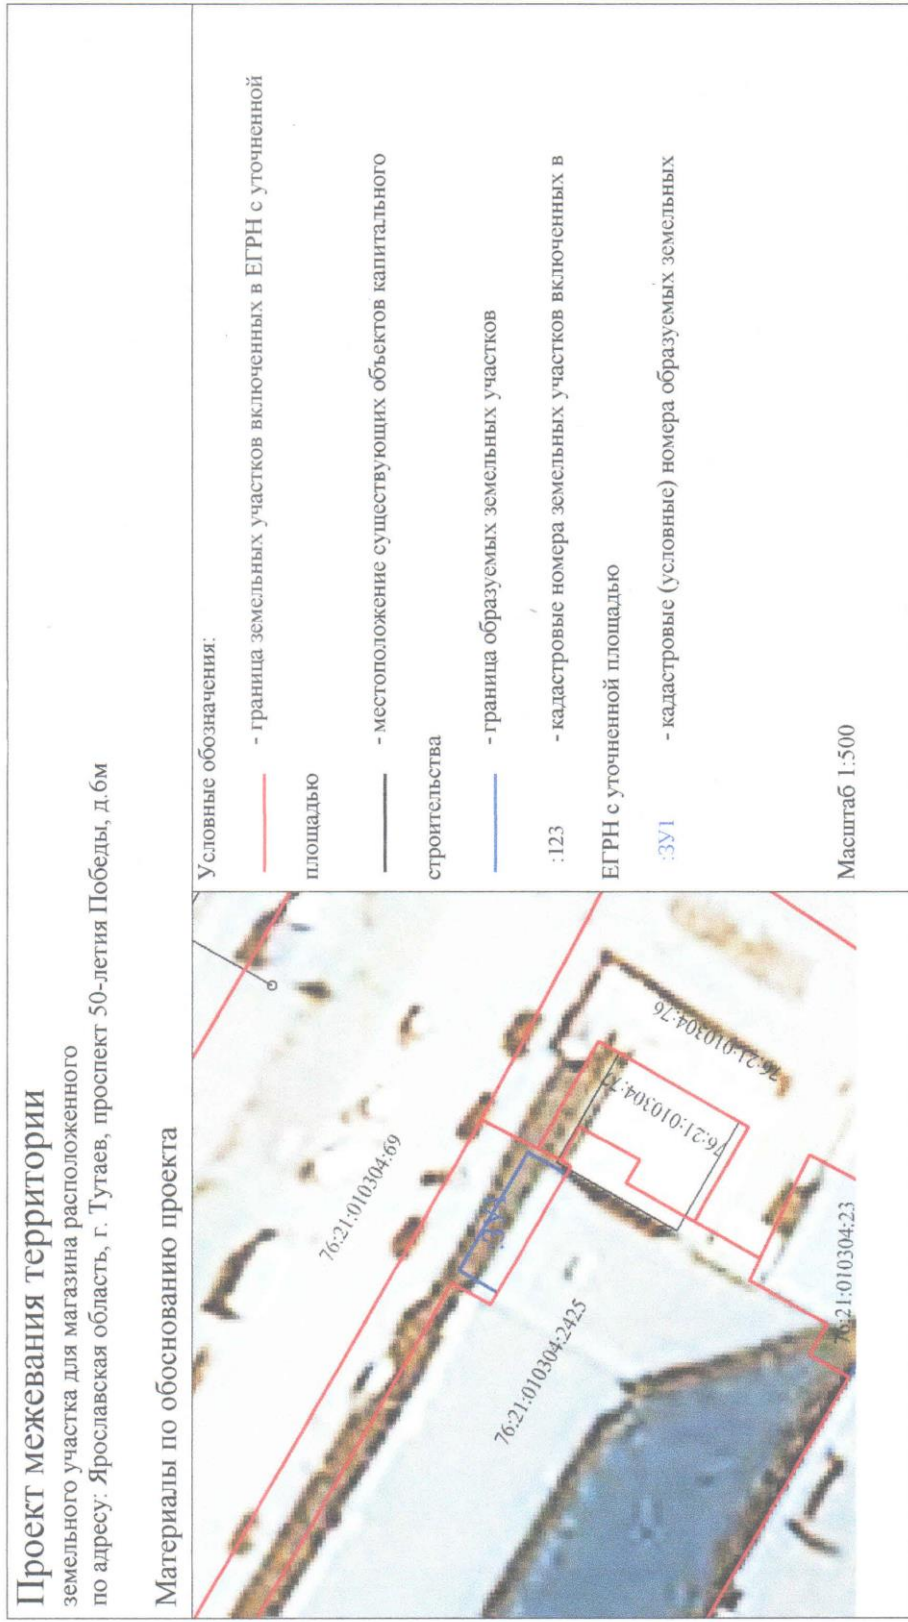 Проект межевания территории
земельного участка для магазина расположенного
по адресу: Ярославская область, г. Тутаев, проспект 50-летия Победы, д.6м
Материалы по обоснованию проекта
76:21:010304:69
76:21:010304:2425
76:21:010304:76
76:21:010304:23
Условные обозначения:
- граница земельных участков включенных в ЕГРН с уточненной
площадью
- местоположение существующих объектов капитального
строительства
- граница образуемых земельных участков
:123 - кадастровые номера земельных участков включенных в
ЕГРН с уточненной площадью
:ЗУ1 - кадастровые (условные) номера образуемых земельных
Масштаб 1:500